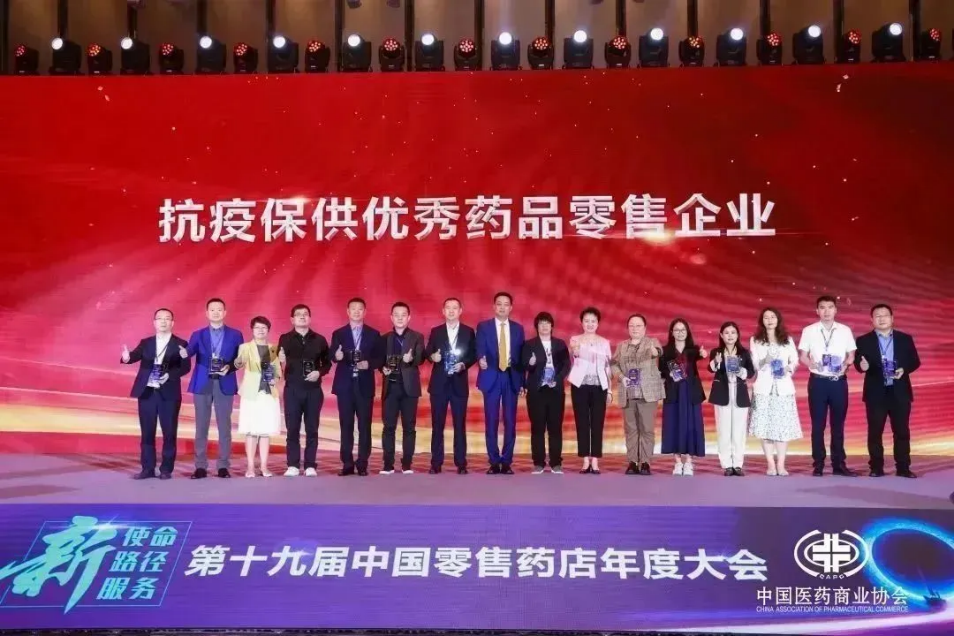 抗疫保供优秀药品零售企业
新
使命
路径
服务
第十九届中国零售药店年度大会
CAPC
中国医药商业协会
CHINA ASSOCIATION OF PHARMACEUTICAL COMMERCE